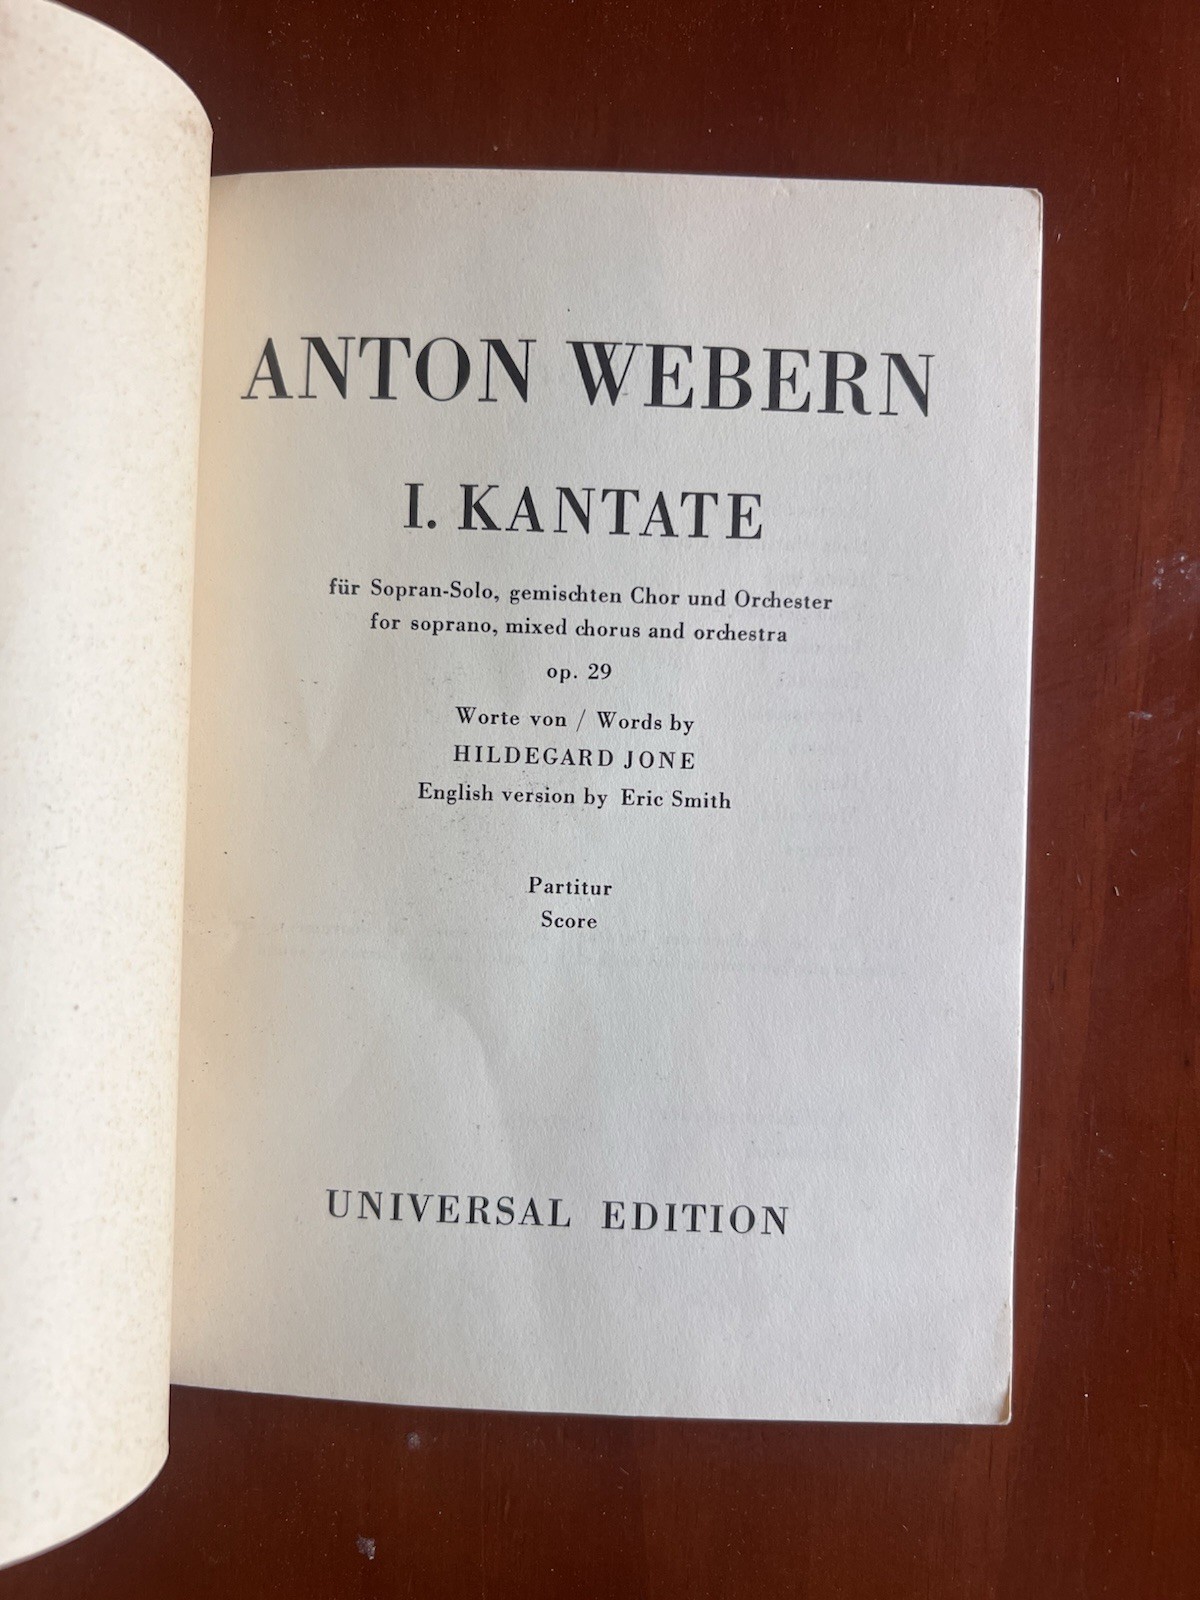 ANTON WEBERN
I. KANTATE
für Sopran-Solo, gemischten Chor und Orchester
for soprano, mixed chorus and orchestra
op. 29
Worte von / Words by
HILDEGARD JONE
English version by Eric Smith
Partitur
Score
UNIVERSAL EDITION